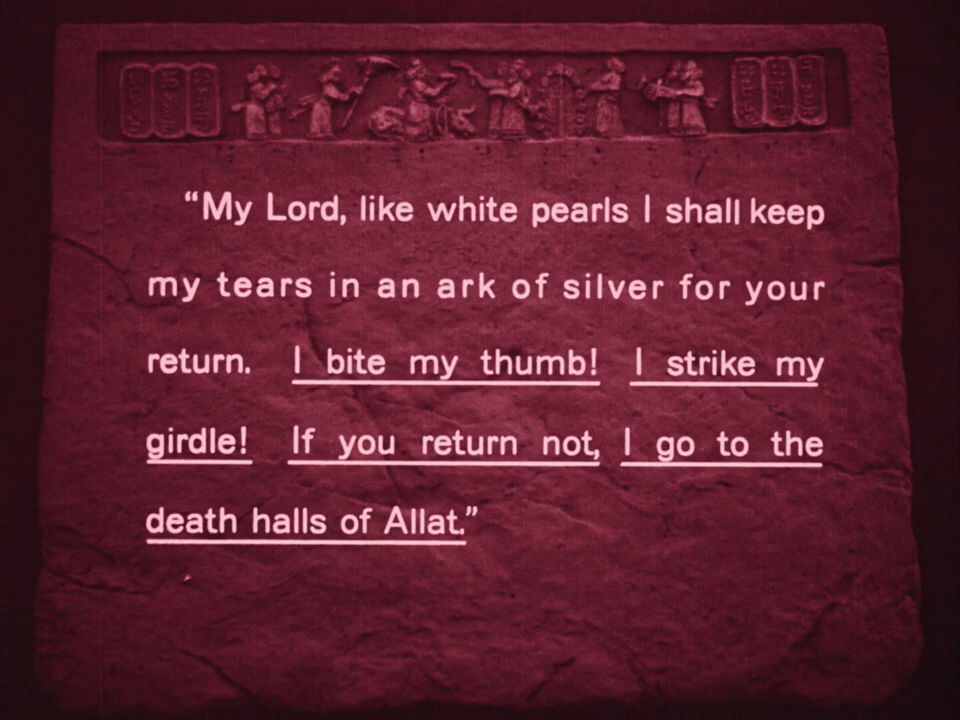 “My Lord, like white pearls I shall keep
my tears in an ark of silver for your
return. I bite my thumb! I strike my
girdle! If you return not, I go to the
death halls of Allat.”